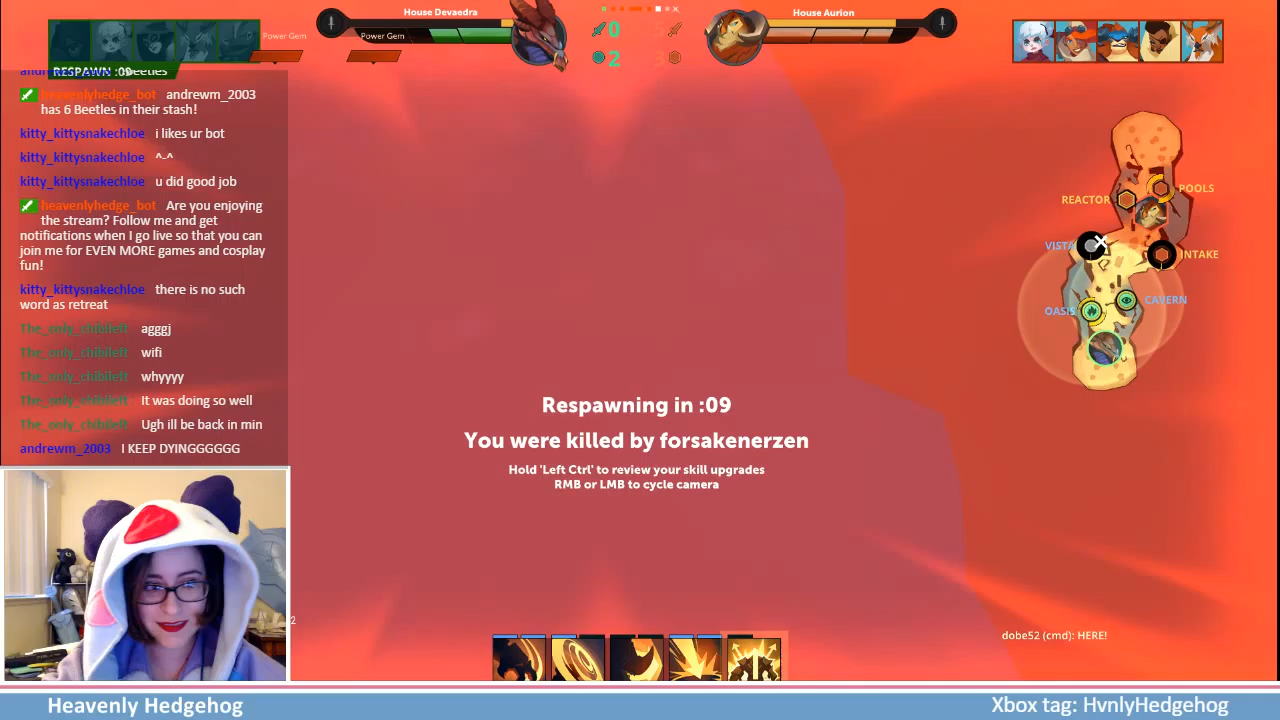 House Devaedra
House Aurion
Power Gem
Power Gem
0
2
3
RESPAWN :09
Beetles
heavenlyhedge_bot andrewm_2003
has 6 Beetles in their stash!
kitty_kittysnakechloe i likes ur bot
kitty_kittysnakechloe ^-^
kitty_kittysnakechloe u did good job
heavenlyhedge_bot Are you enjoying
the stream? Follow me and get
notifications when I go live so that you can
join me for EVEN MORE games and cosplay
fun!
kitty_kittysnakechloe there is no such
word as retreat
The_only_chibileft agggj
The_only_chibileft wifi
The_only_chibileft whyyyy
The_only_chibileft It was doing so well
The_only_chibileft Ugh ill be back in min
andrewm_2003 I KEEP DYINGGGGGG
POOLS
REACTOR
VISTA
INTAKE
CAVERN
OASIS
Respawning in :09
You were killed by forsakenerzen
Hold 'Left Ctrl' to review your skill upgrades
RMB or LMB to cycle camera
2
dobe52 (cmd): HERE!
Heavenly Hedgehog
Xbox tag: HvnlyHedgehog